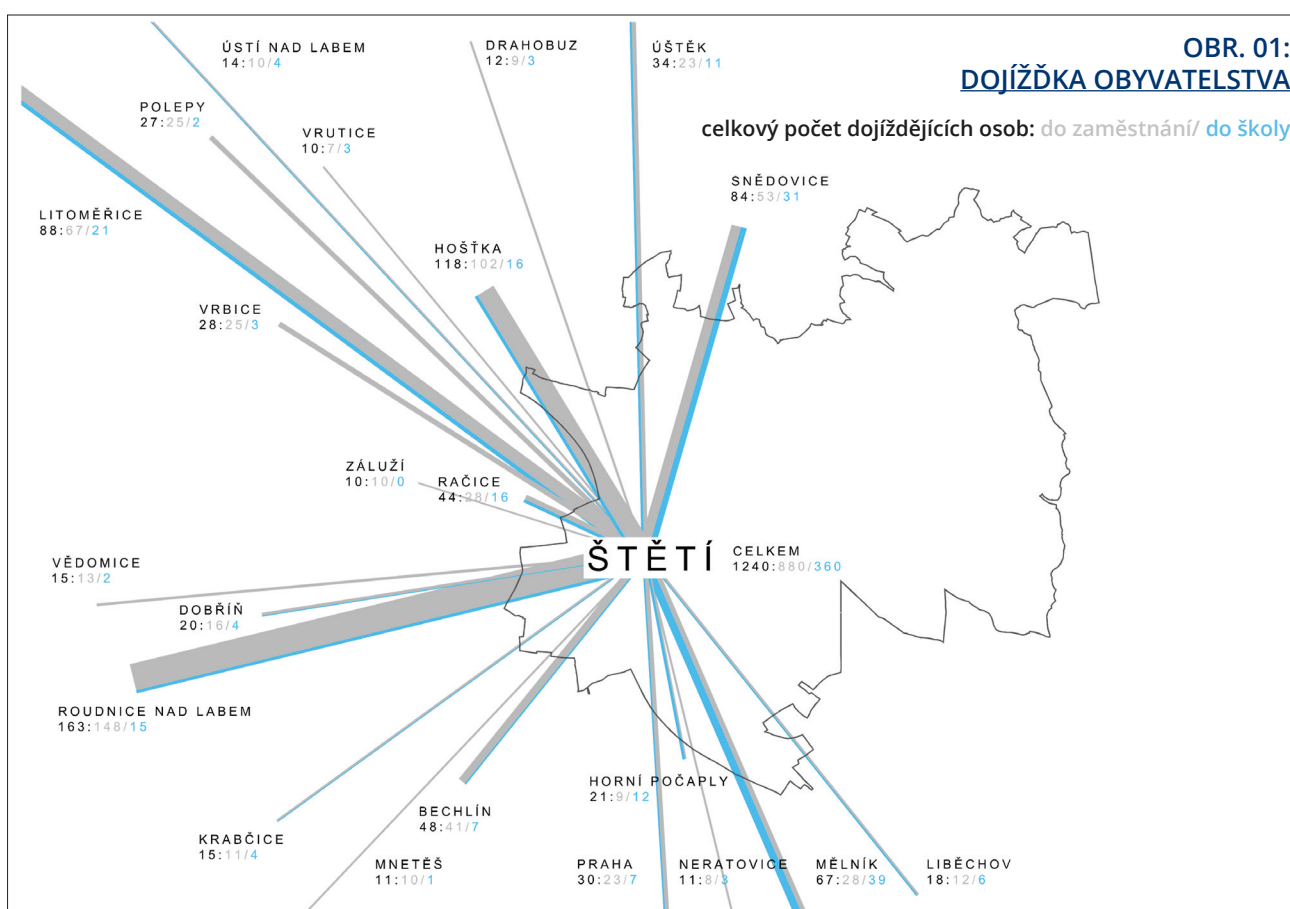 OBR. 01:
DOJÍŽĎKA OBYVATELSTVA
celkový počet dojíždějících osob: do zaměstnání/ do školy
ÚSTÍ NAD LABEM
14:10/4
DRAHOBUZ
12:9/3
ÚŠTĚK
34:23/11
POLEPY
27:25/2
VRUTICE
10:7/3
SNĚDOVICE
84:53/31
LITOMĚŘICE
88:67/21
HOŠŤKA
118:102/16
VRBICE
28:25/3
ZÁLUŽÍ
10:10/0
RAČICE
44:28/16
ŠTĚTÍ
CELKEM
1240:880/360
VĚDOMICE
15:13/2
DOBŘÍŇ
20:16/4
ROUDNICE NAD LABEM
163:148/15
HORNÍ POČAPLY
21:9/12
BECHLÍN
48:41/7
KRABČICE
15:11/4
MNETĚŠ
11:10/1
PRAHA
30:23/7
NERATOVICE
11:8/3
MĚLNÍK
67:28/39
LIBĚCHOV
18:12/6